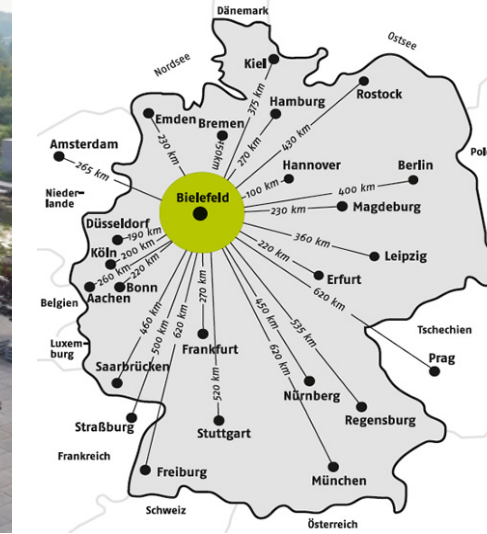 Dänemark
Nordsee
Ostsee
Kiel
375 km
Rostock
Hamburg
Emden
Bremen
230 km
150km
270 km
430 km
Amsterdam
265 km
Hannover
100 km
Berlin
400 km
Pol
Nieder-
lande
Bielefeld
230 km
Magdeburg
Düsseldorf
190 km
Köln
200 km
360 km
Leipzig
260 km
220 km
220 km
Erfurt
Aachen
Bonn
Belgien
270 km
620 km
460 km
500 km
620 km
450 km
535 km
Tschechien
Luxem-
burg
Frankfurt
620 km
Prag
Saarbrücken
520 km
Nürnberg
Regensburg
Straßburg
Stuttgart
Frankreich
Freiburg
München
Schweiz
Österreich